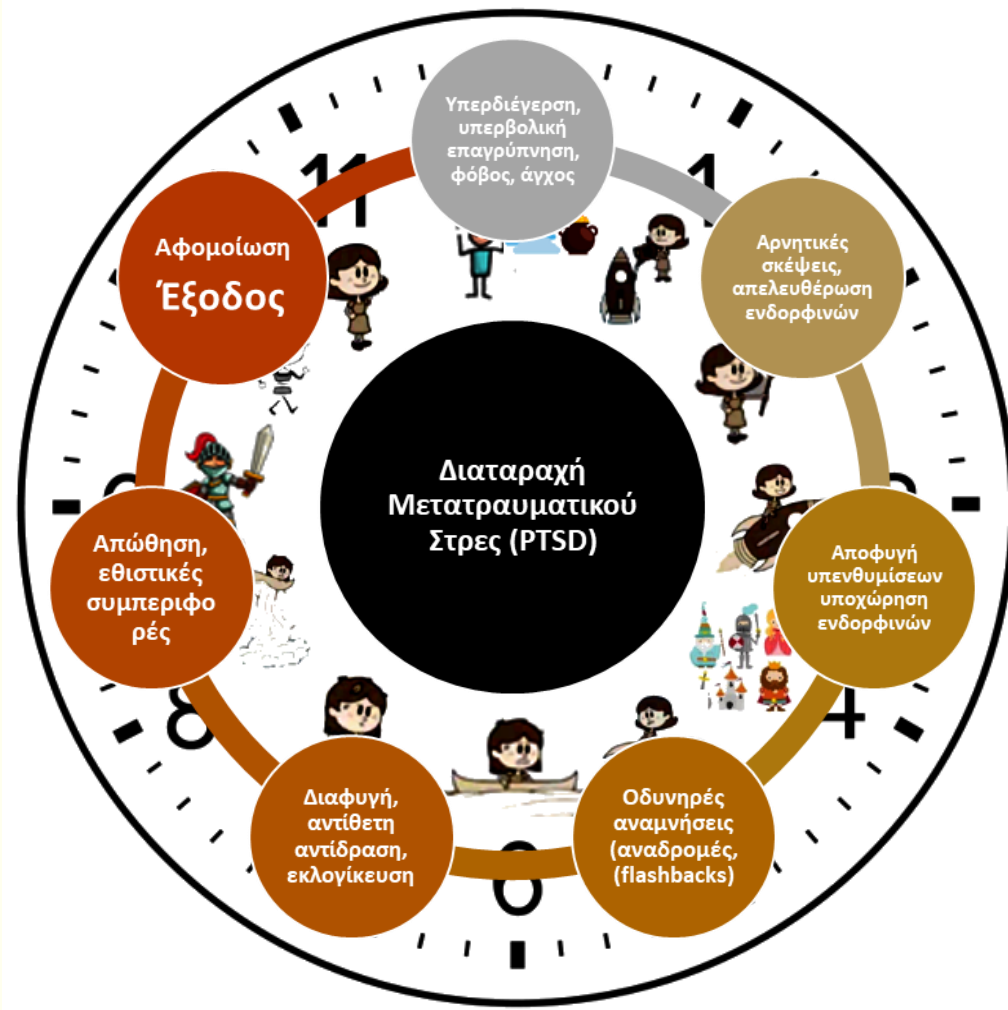 Υπερδιέγερση,
υπερβολική
επαγρύπνηση,
φόβος, άγχος
11
1
Αφομοίωση
Έξοδος
Αρνητικές
σκέψεις,
απελευθέρωση
ενδορφινών
Διαταραχή
Μετατραυματικού
Στρες (PTSD)
Απώθηση,
εθιστικές
συμπεριφο
ρές
Αποφυγή
υπενθυμίσεων
υποχώρηση
ενδορφινών
8
4
Διαφυγή,
αντίθετη
αντίδραση,
εκλογίκευση
Οδυνηρές
αναμνήσεις
(αναδρομές,
(flashbacks)
6